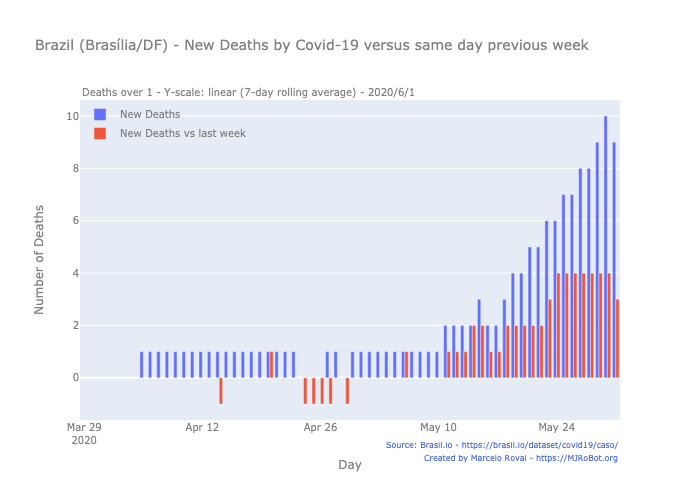 Brazil (Brasília/DF) - New Deaths by Covid-19 versus same day previous week
Deaths over 1 - Y-scale: linear (7-day rolling average) - 2020/6/1
New Deaths
New Deaths vs last week
10
8
6
4
2
0
Number of Deaths
Mar 29
2020
Apr 12
Apr 26
May 10
May 24
Day
Source: Brasil.io - https://brasil.io/dataset/covid19/caso/
Created by Marcelo Rovai - https://MJRoBot.org